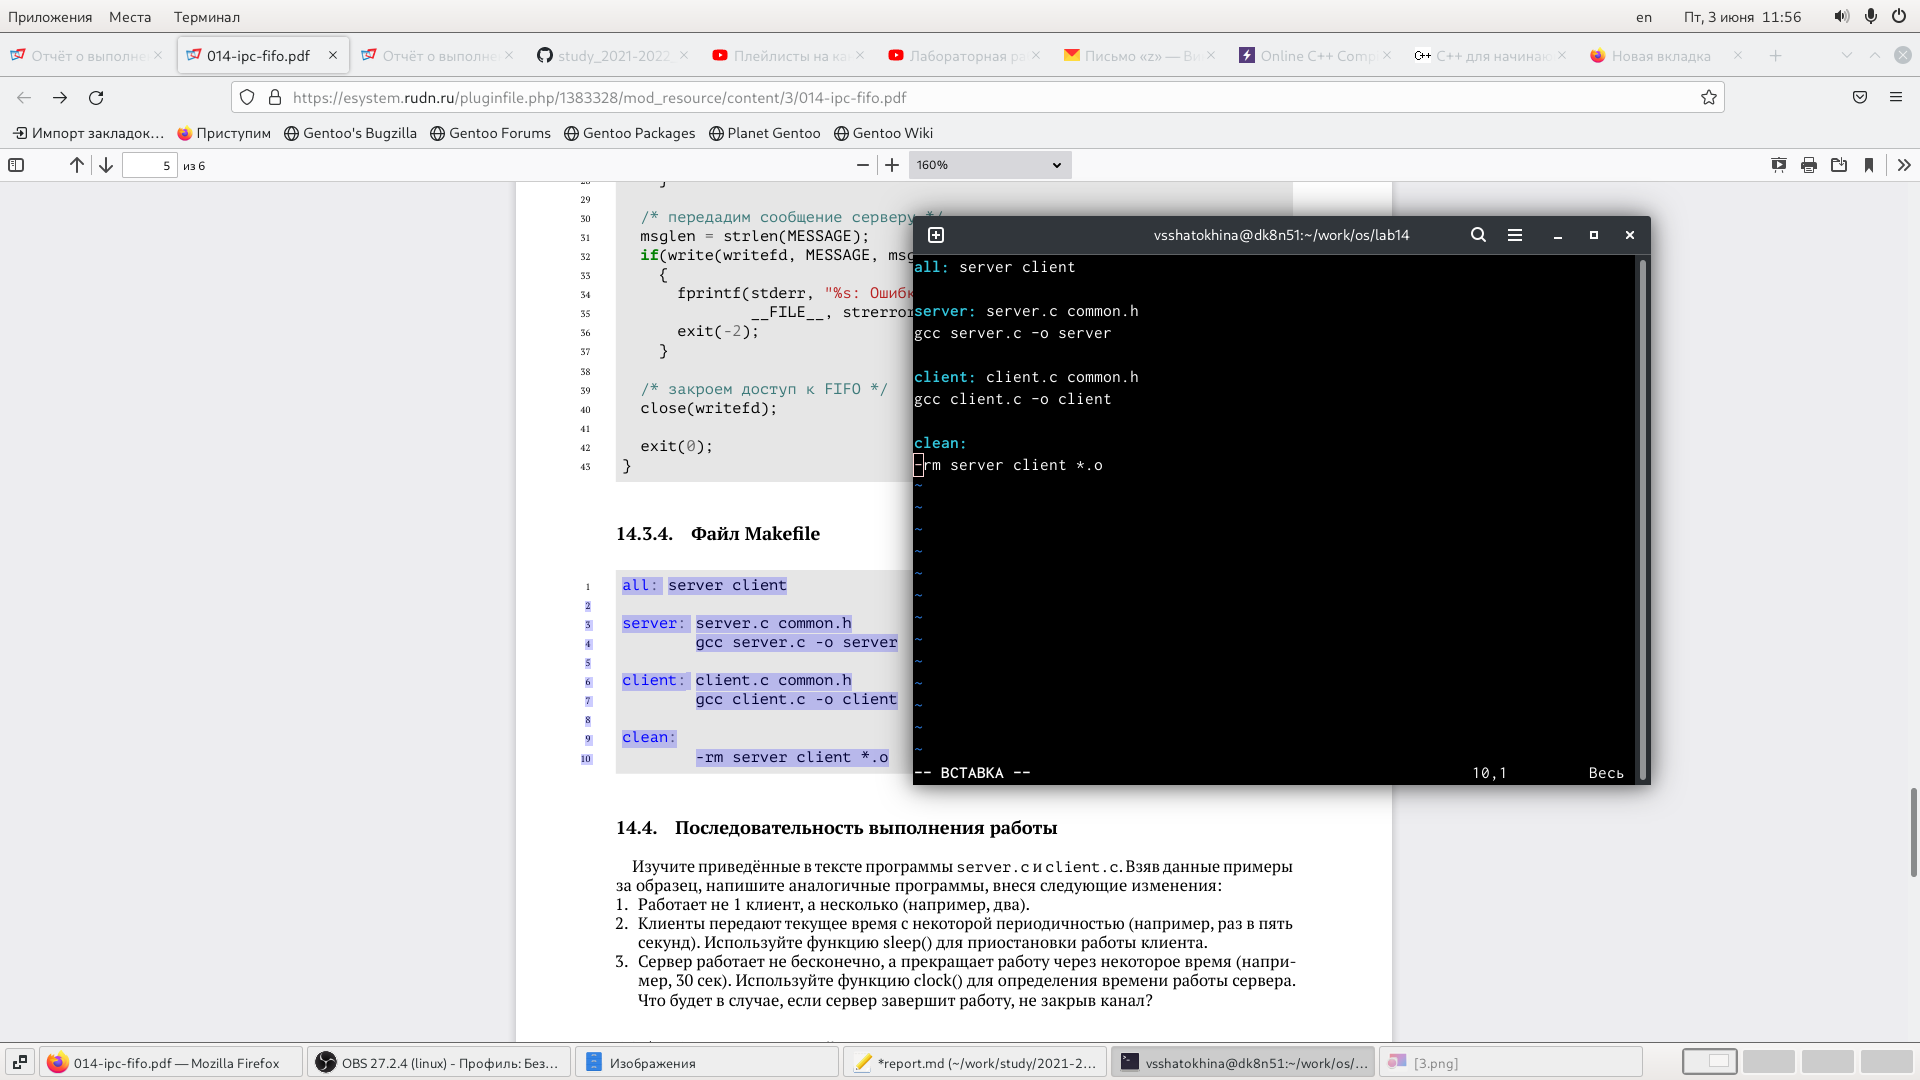 Приложения Места Терминал en Пт, 3 июня 11:56
Отчёт о выполне 014-ipc-fifo.pdf Отчёт о выполне study_2021-2022_ Плейлисты на ка Лабораторная ра Письмо «z» — Ви Online C++ Comp C++ C++ для начинак Новая вкладка
https://esystem.rudn.ru/pluginfile.php/1383328/mod_resource/content/3/014-ipc-fifo.pdf
Импорт закладок… Приступим Gentoo's Bugzilla Gentoo Forums Gentoo Packages Planet Gentoo Gentoo Wiki
5 из 6 160%
}
29
30 /* передадим сообщение серверу */
31 msglen = strlen(MESSAGE);
32 if(write(writefd, MESSAGE, msg
33 {
34 fprintf(stderr, "%s: Ошибк
35 __FILE__, strerror
36 exit(-2);
37 }
38
39 /* закроем доступ к FIFO */
40 close(writefd);
41
42 exit(0);
43 }
14.3.4. Файл Makefile
1 all: server client
2
3 server: server.c common.h
4 gcc server.c -o server
5
6 client: client.c common.h
7 gcc client.c -o client
8
9 clean:
10 -rm server client *.o
14.4. Последовательность выполнения работы
Изучите приведённые в тексте программы server.c и client.c. Взяв данные примеры
за образец, напишите аналогичные программы, внеся следующие изменения:
1. Работает не 1 клиент, а несколько (например, два).
2. Клиенты передают текущее время с некоторой периодичностью (например, раз в пять
секунд). Используйте функцию sleep() для приостановки работы клиента.
3. Сервер работает не бесконечно, а прекращает работу через некоторое время (напри-
мер, 30 сек). Используйте функцию clock() для определения времени работы сервера.
Что будет в случае, если сервер завершит работу, не закрыв канал?
vsshatokhina@dk8n51:~/work/os/lab14
all: server client
server: server.c common.h
gcc server.c -o server
client: client.c common.h
gcc client.c -o client
clean:
-rm server client *.o
~
~
~
~
~
~
~
~
~
~
~
~
~
-- ВСТАВКА -- 10,1 Весь
014-ipc-fifo.pdf — Mozilla Firefox OBS 27.2.4 (linux) - Профиль: Без… Изображения *report.md (~/work/study/2021-2… vsshatokhina@dk8n51:~/work/os/… [3.png]